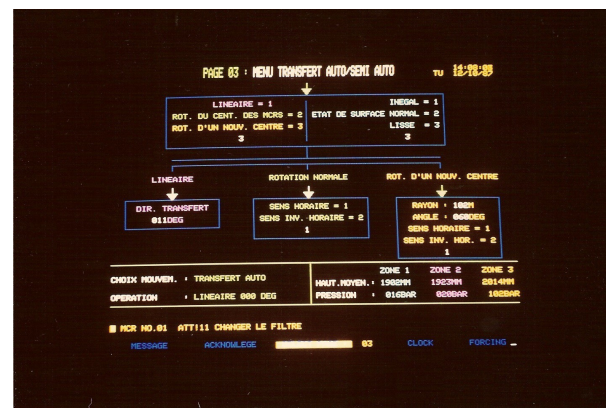 PAGE 03 : MENU TRANSFERT AUTO/SEMI AUTO
TU 12/10/87
LINEAIRE = 1
ROT. DU CENT. DES MCRS = 2
ROT. D'UN NOUV. CENTRE = 3
3
INEGAL = 1
ETAT DE SURFACE NORMAL = 2
LISSE = 3
3
LINEAIRE
ROTATION NORMALE
ROT. D'UN NOUV. CENTRE
DIR. TRANSFERT
011DEG
SENS HORAIRE = 1
SENS INV. HORAIRE = 2
1
RAYON : 102M
ANGLE : 060DEG
SENS HORAIRE = 1
SENS INV. HOR. = 2
1
CHOIX MOUVEM. : TRANSFERT AUTO
OPERATION : LINEAIRE 000 DEG
ZONE 1 ZONE 2 ZONE 3
HAUT.MOYEN. : 1902MM 1923MM 2014MM
PRESSION : 016BAR 020BAR 102BAR
MCR NO.01 ATT!11 CHANGER LE FILTRE
MESSAGE ACKNOWLEGE 03 CLOCK FORCING _